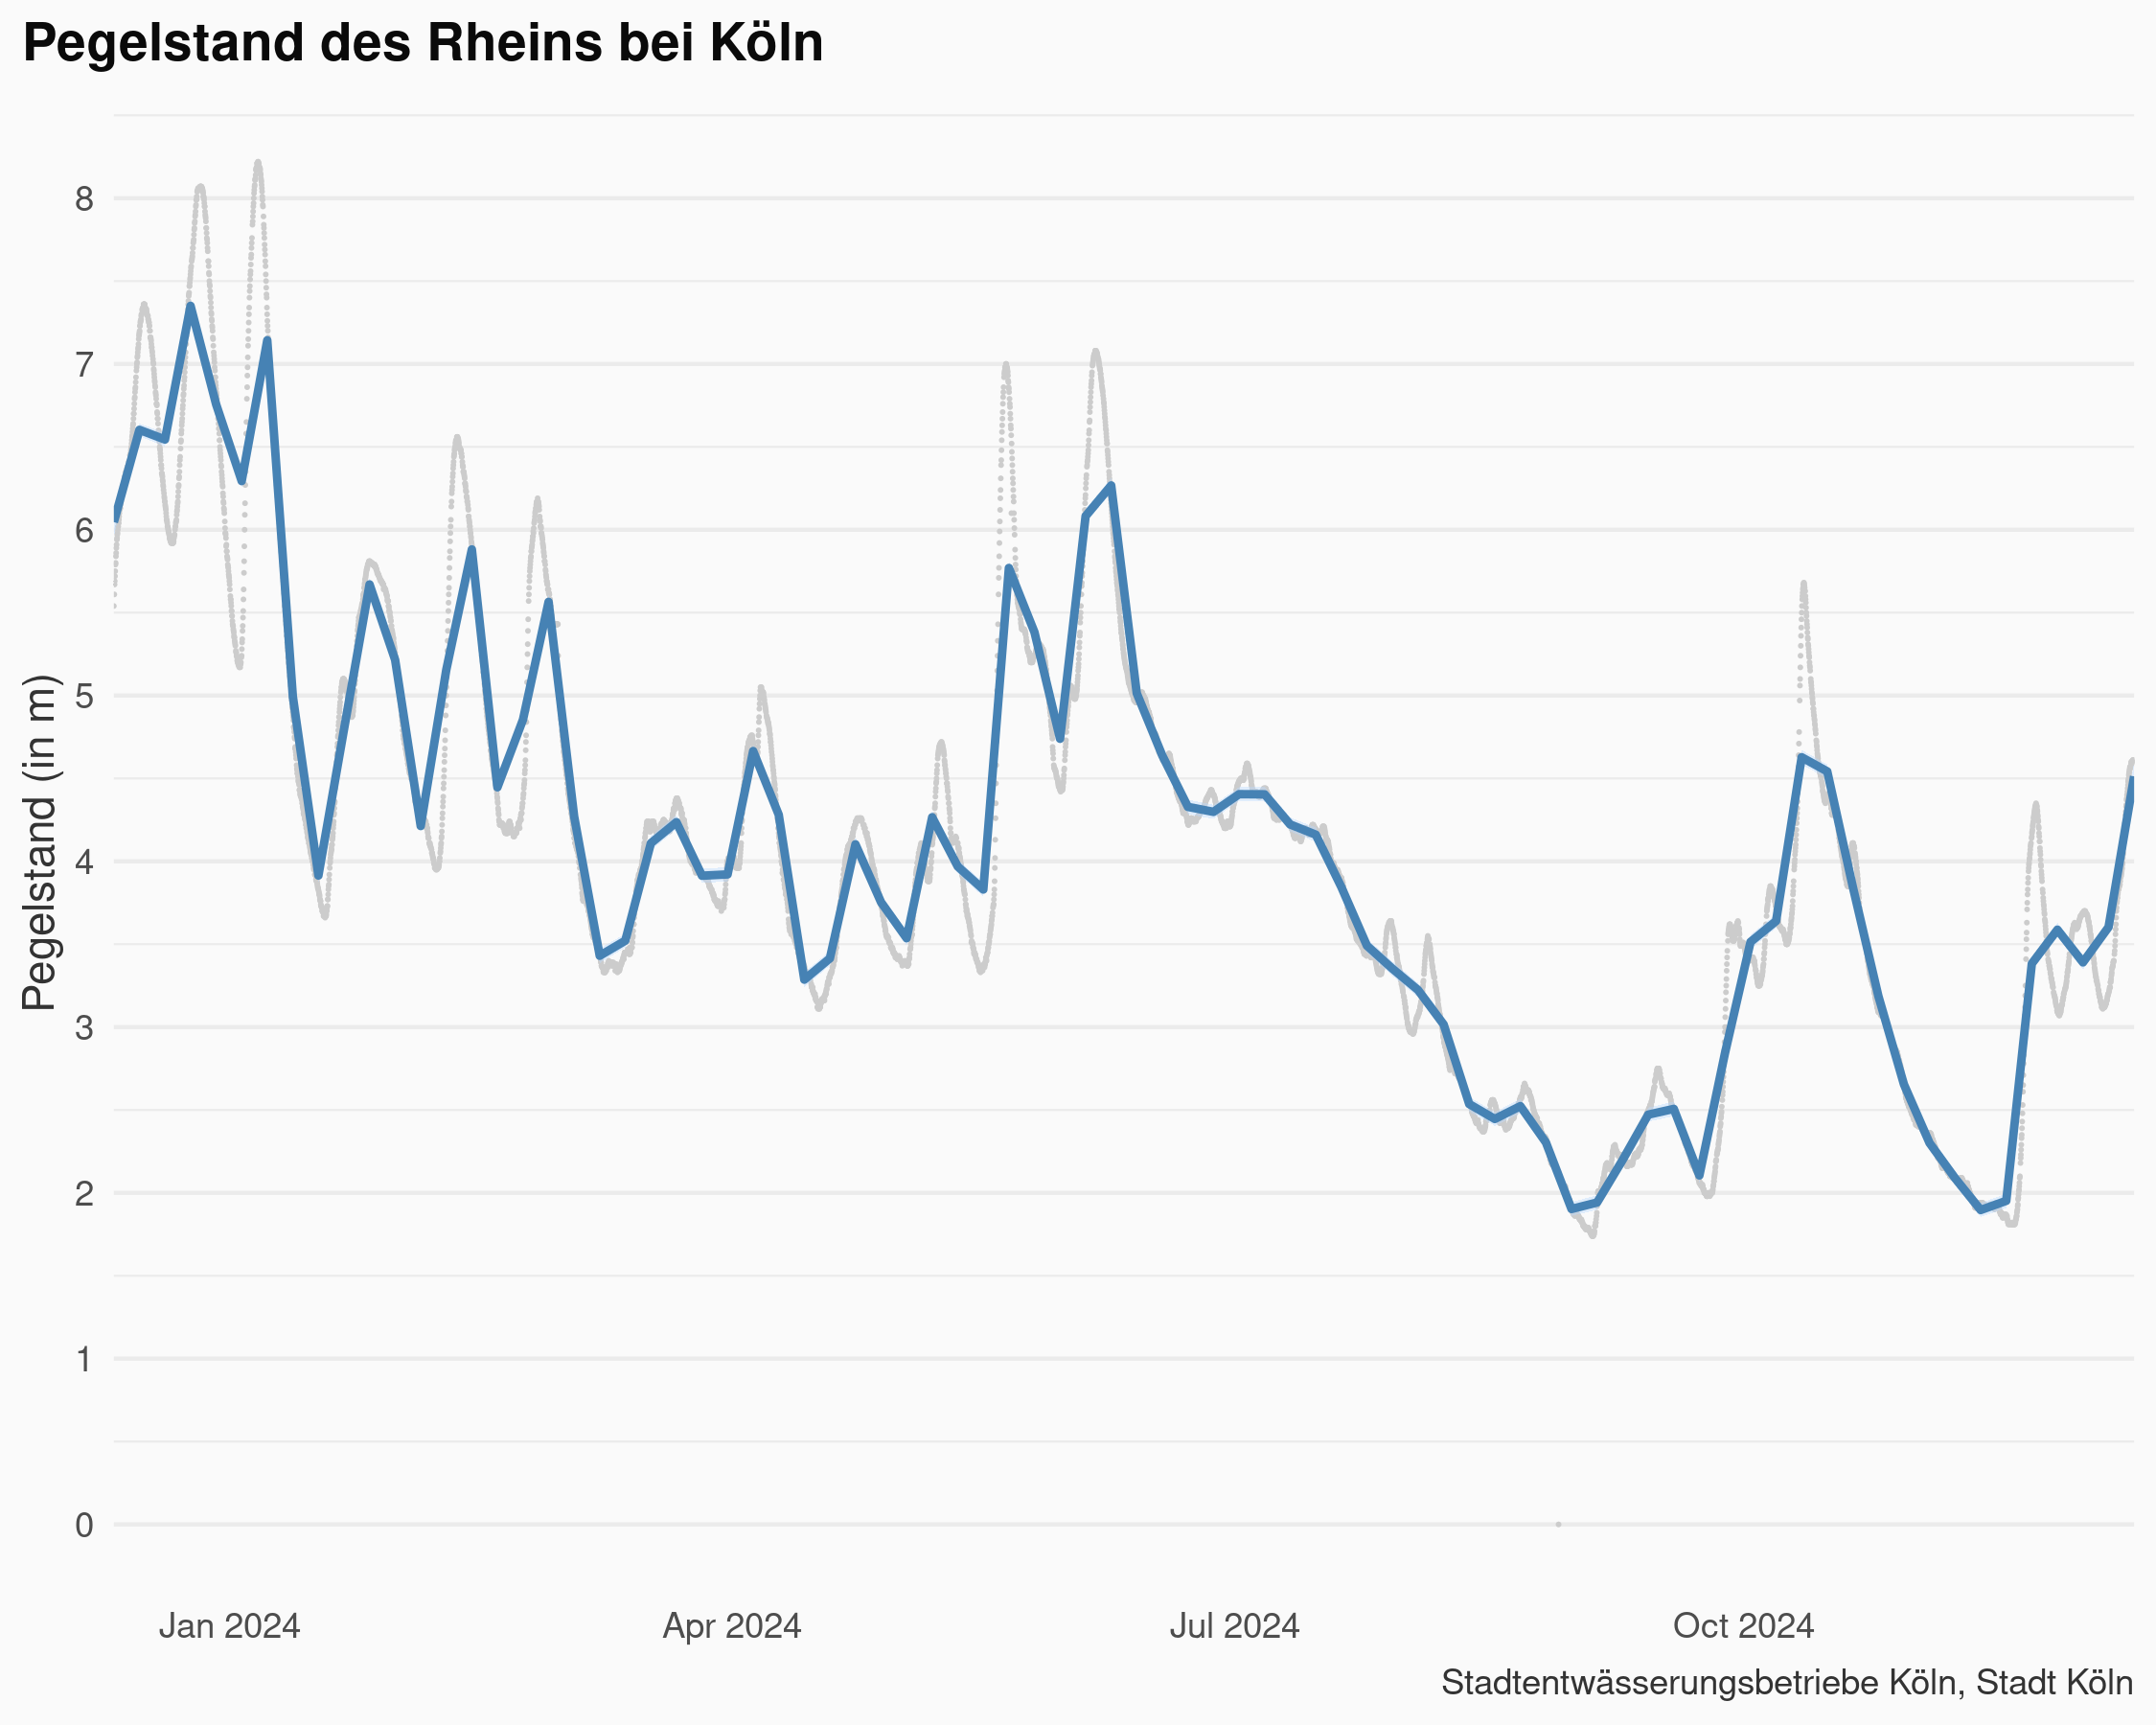 Pegelstand des Rheins bei Köln
Pegelstand (in m)
8
7
6
5
4
3
2
1
0
Jan 2024
Apr 2024
Jul 2024
Oct 2024
Stadtentwässerungsbetriebe Köln, Stadt Köln